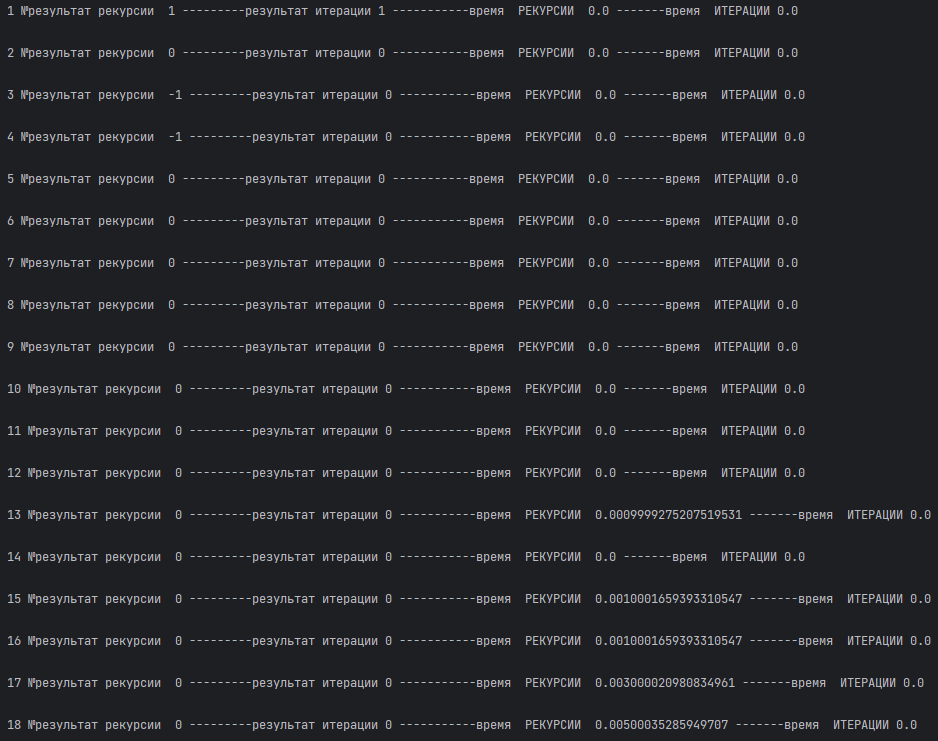 1 №результат рекурсии  1 ---------результат итерации 1 -----------время  РЕКУРСИИ  0.0 -------время  ИТЕРАЦИИ 0.0
2 №результат рекурсии  0 ---------результат итерации 0 -----------время  РЕКУРСИИ  0.0 -------время  ИТЕРАЦИИ 0.0
3 №результат рекурсии  -1 ---------результат итерации 0 -----------время  РЕКУРСИИ  0.0 -------время  ИТЕРАЦИИ 0.0
4 №результат рекурсии  -1 ---------результат итерации 0 -----------время  РЕКУРСИИ  0.0 -------время  ИТЕРАЦИИ 0.0
5 №результат рекурсии  0 ---------результат итерации 0 -----------время  РЕКУРСИИ  0.0 -------время  ИТЕРАЦИИ 0.0
6 №результат рекурсии  0 ---------результат итерации 0 -----------время  РЕКУРСИИ  0.0 -------время  ИТЕРАЦИИ 0.0
7 №результат рекурсии  0 ---------результат итерации 0 -----------время  РЕКУРСИИ  0.0 -------время  ИТЕРАЦИИ 0.0
8 №результат рекурсии  0 ---------результат итерации 0 -----------время  РЕКУРСИИ  0.0 -------время  ИТЕРАЦИИ 0.0
9 №результат рекурсии  0 ---------результат итерации 0 -----------время  РЕКУРСИИ  0.0 -------время  ИТЕРАЦИИ 0.0
10 №результат рекурсии  0 ---------результат итерации 0 -----------время  РЕКУРСИИ  0.0 -------время  ИТЕРАЦИИ 0.0
11 №результат рекурсии  0 ---------результат итерации 0 -----------время  РЕКУРСИИ  0.0 -------время  ИТЕРАЦИИ 0.0
12 №результат рекурсии  0 ---------результат итерации 0 -----------время  РЕКУРСИИ  0.0 -------время  ИТЕРАЦИИ 0.0
13 №результат рекурсии  0 ---------результат итерации 0 -----------время  РЕКУРСИИ  0.0009999275207519531 -------время  ИТЕРАЦИИ 0.0
14 №результат рекурсии  0 ---------результат итерации 0 -----------время  РЕКУРСИИ  0.0 -------время  ИТЕРАЦИИ 0.0
15 №результат рекурсии  0 ---------результат итерации 0 -----------время  РЕКУРСИИ  0.0010001659393310547 -------время  ИТЕРАЦИИ 0.0
16 №результат рекурсии  0 ---------результат итерации 0 -----------время  РЕКУРСИИ  0.0010001659393310547 -------время  ИТЕРАЦИИ 0.0
17 №результат рекурсии  0 ---------результат итерации 0 -----------время  РЕКУРСИИ  0.003000020980834961 -------время  ИТЕРАЦИИ 0.0
18 №результат рекурсии  0 ---------результат итерации 0 -----------время  РЕКУРСИИ  0.00500035285949707 -------время  ИТЕРАЦИИ 0.0